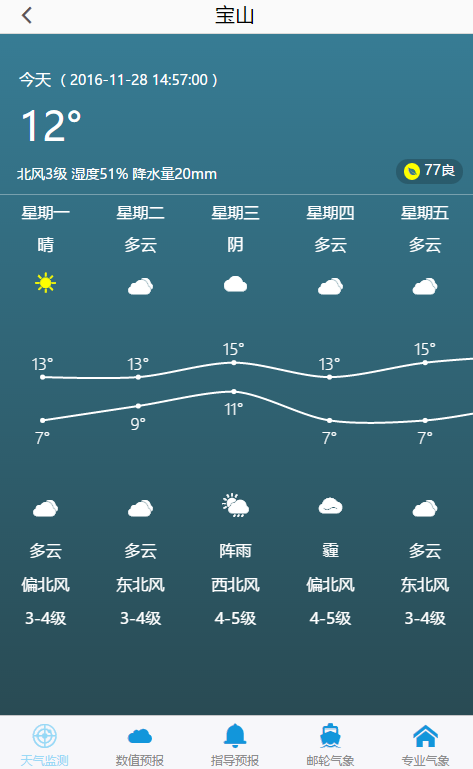 宝山
今天（2016-11-28 14:57:00）
12°
北风3级 湿度51% 降水量20mm
77良
星期一 星期二 星期三 星期四 星期五
晴 多云 阴 多云 多云
13° 13° 15° 13° 15°
7° 9° 11° 7° 7°
多云 多云 阵雨 霾 多云
偏北风 东北风 西北风 偏北风 东北风
3-4级 3-4级 4-5级 4-5级 3-4级
天气监测 数值预报 指导预报 邮轮气象 专业气象